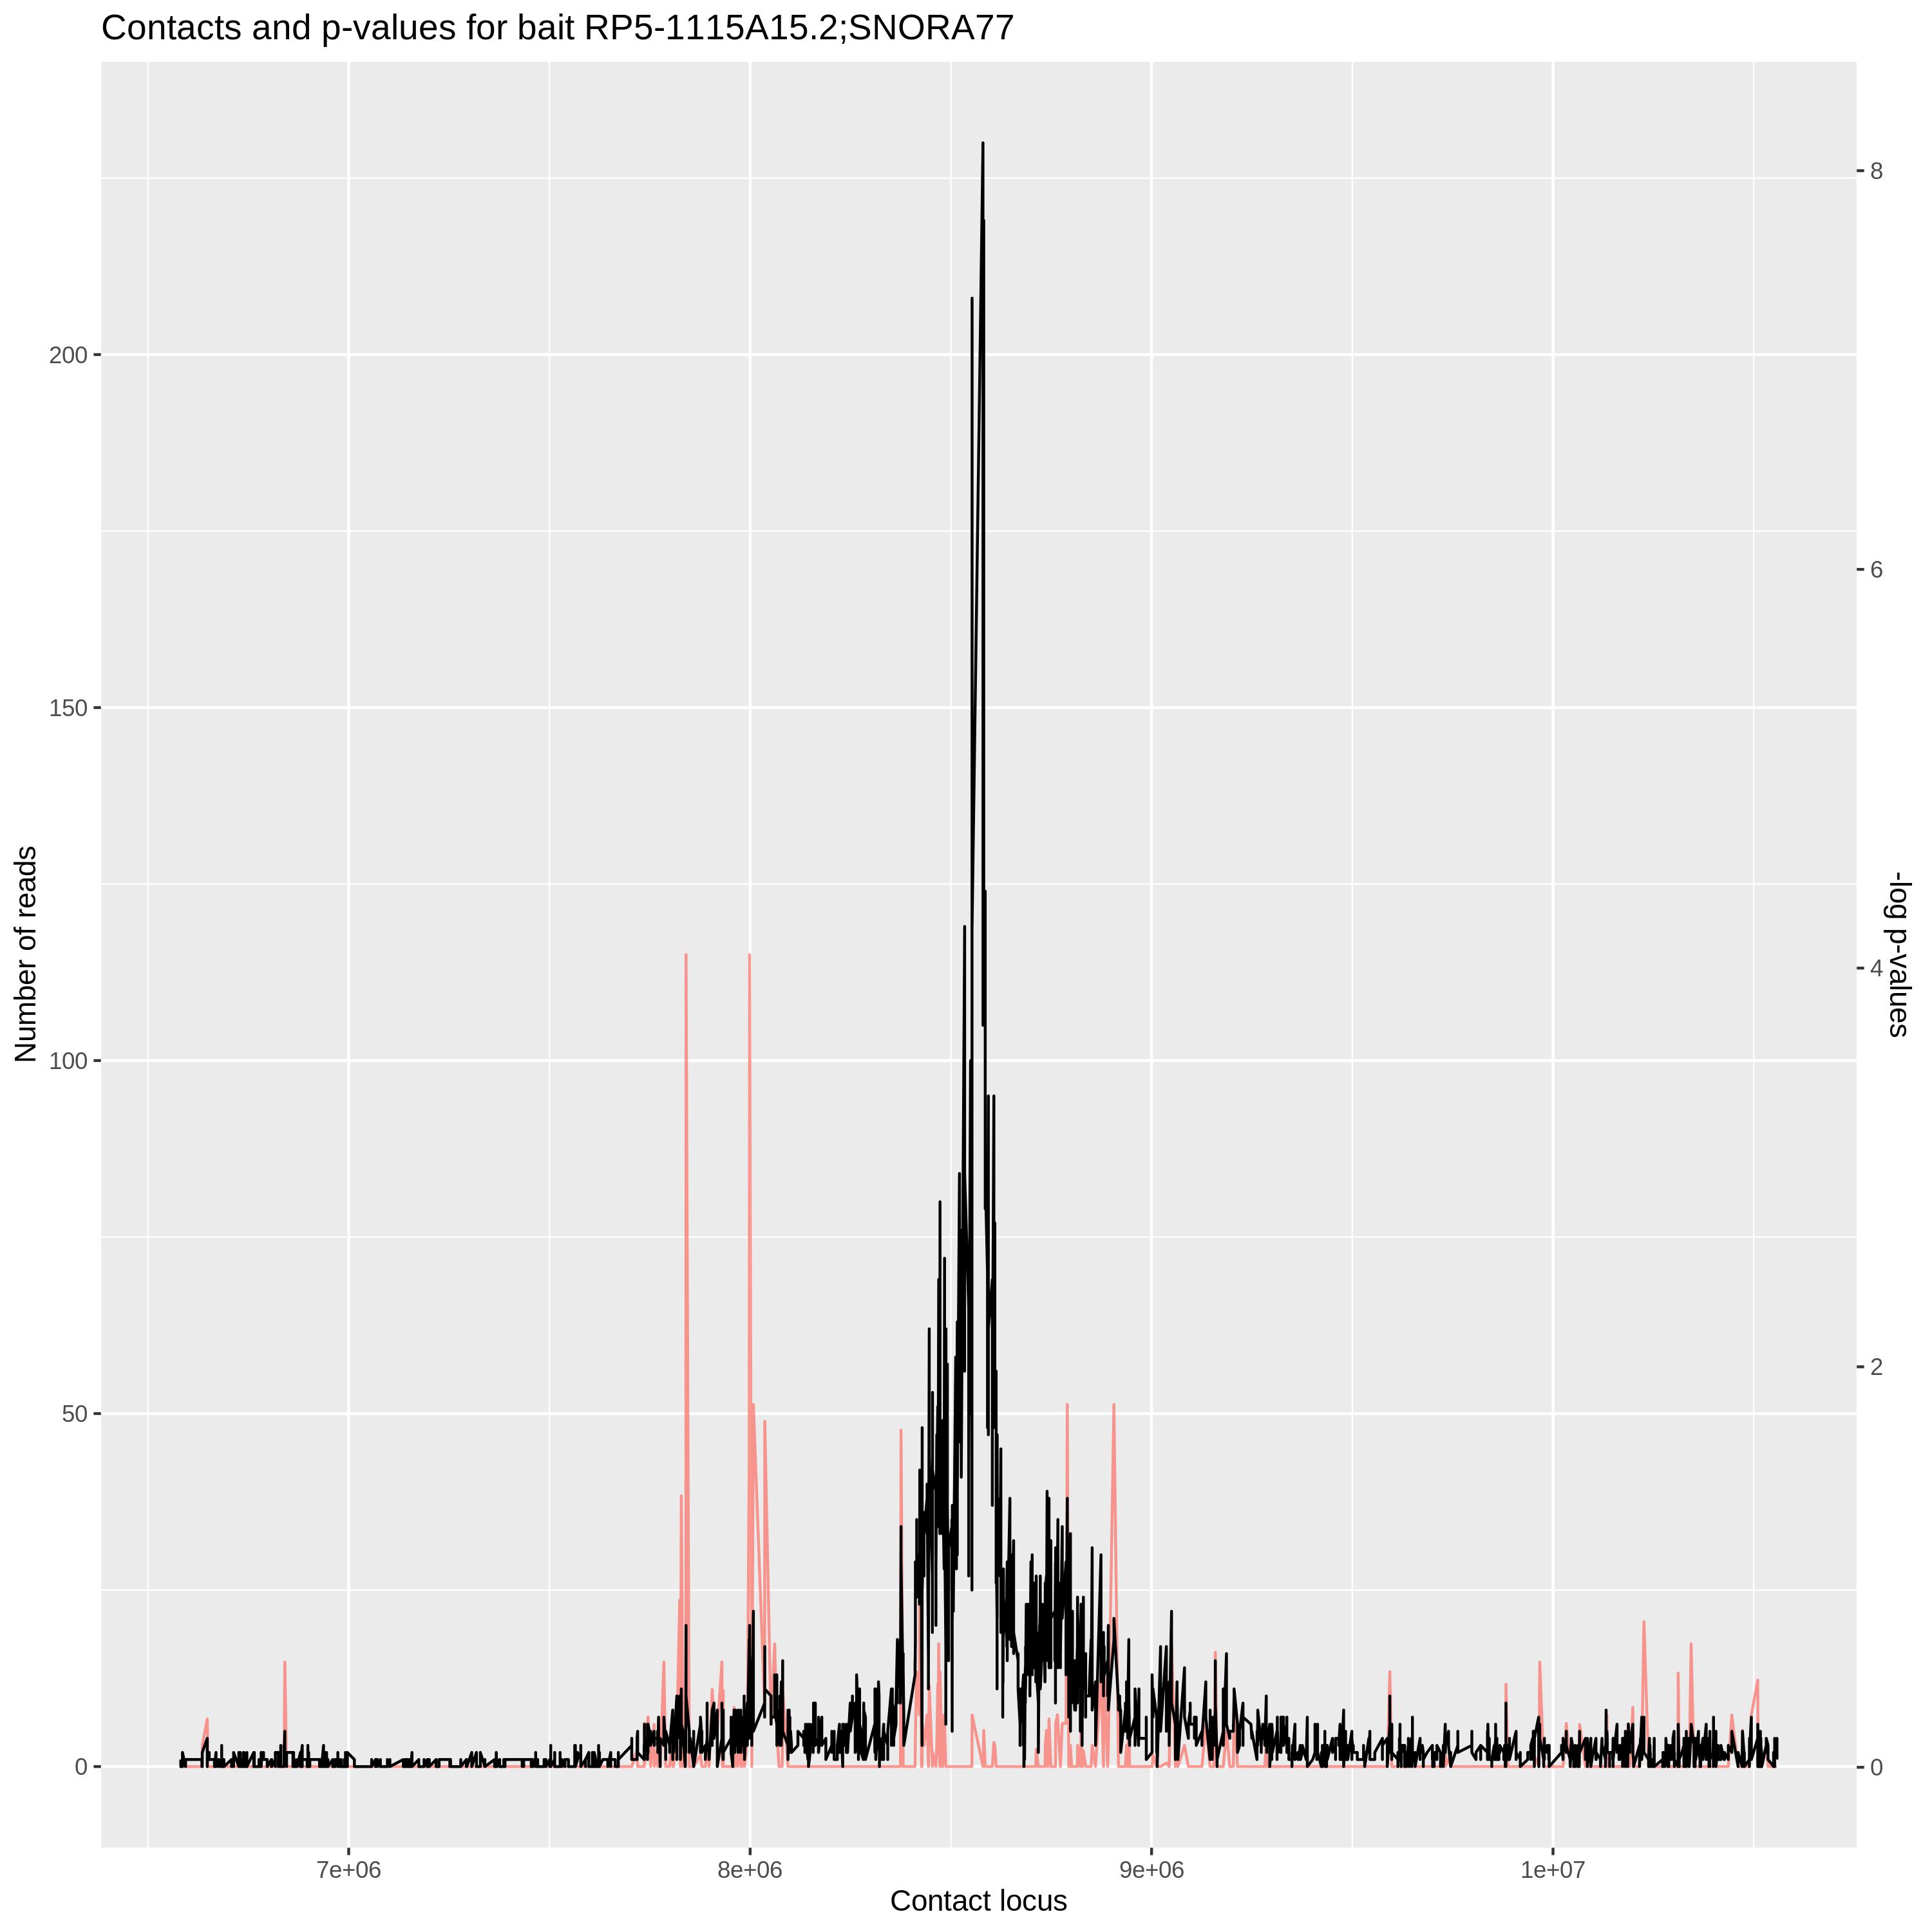 Contacts and p-values for bait RP5-1115A15.2;SNORA77
Number of reads
200
150
100
50
0
8
6
4
2
0
-log p-values
7e+06
8e+06
9e+06
1e+07
Contact locus